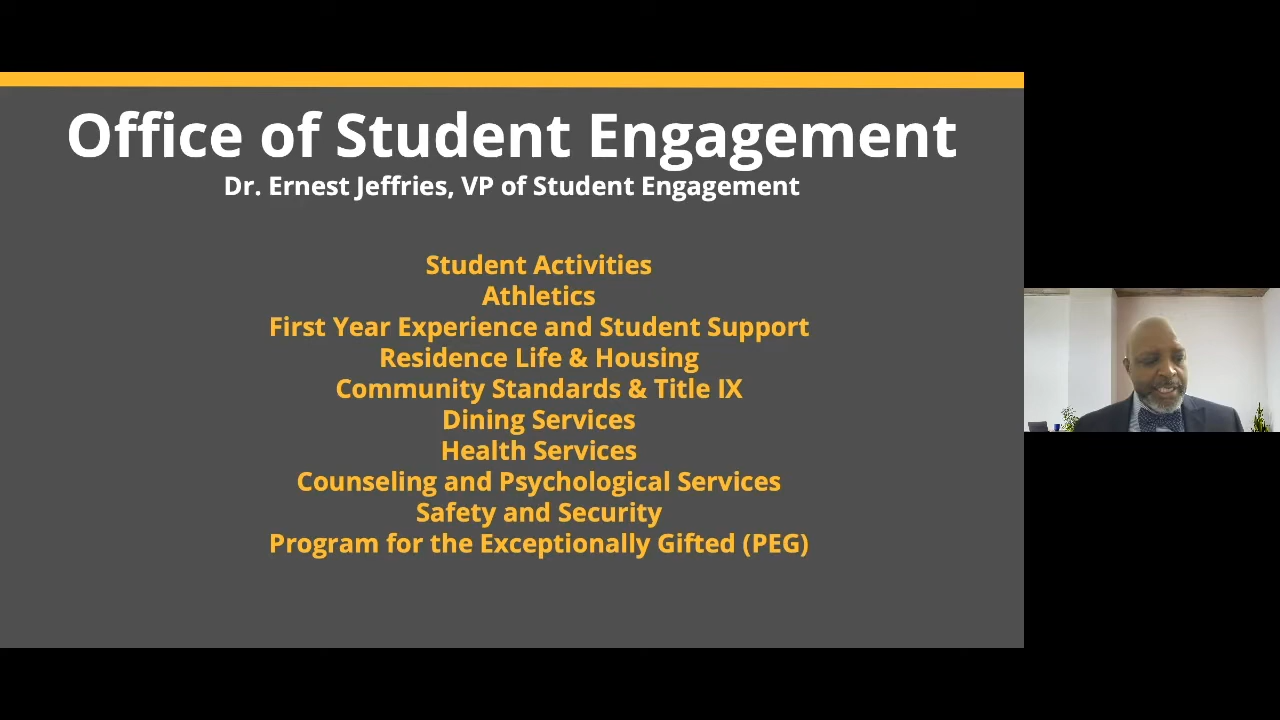 Office of Student Engagement
Dr. Ernest Jeffries, VP of Student Engagement
Student Activities
Athletics
First Year Experience and Student Support
Residence Life & Housing
Community Standards & Title IX
Dining Services
Health Services
Counseling and Psychological Services
Safety and Security
Program for the Exceptionally Gifted (PEG)